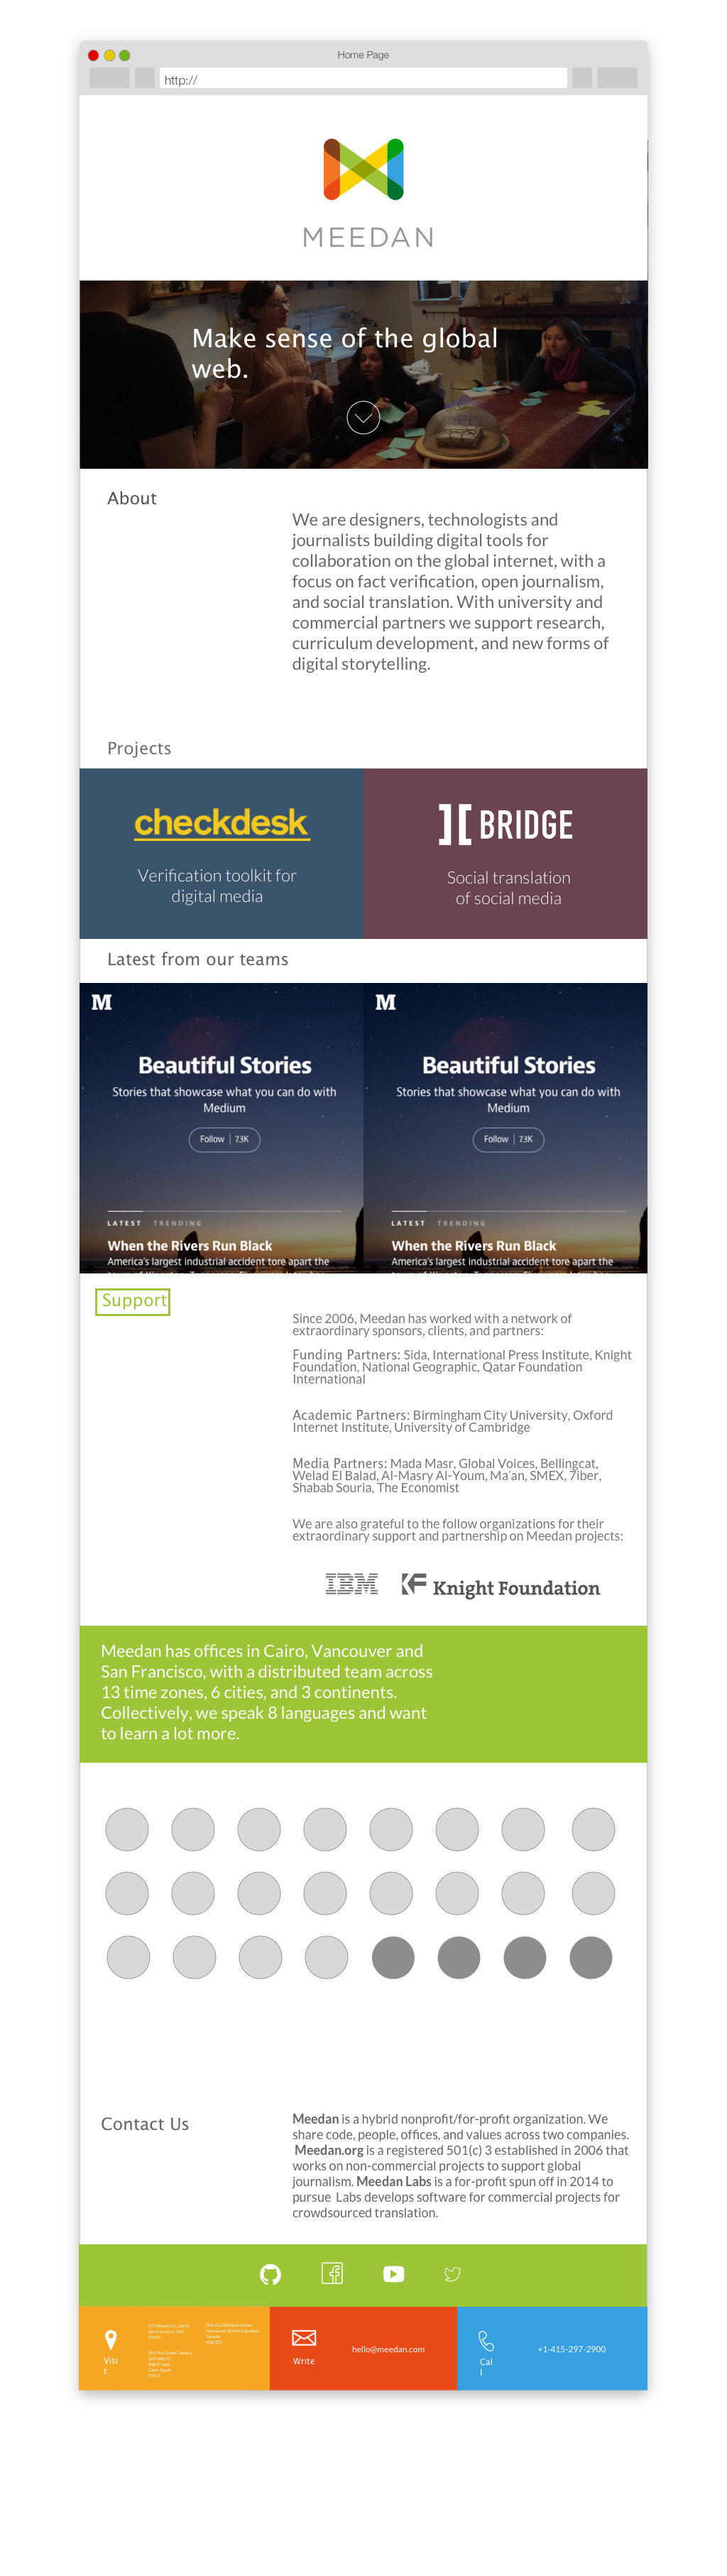 Home Page
http://
MEEDAN
Make sense of the global
web.
About
We are designers, technologists and
journalists building digital tools for
collaboration on the global internet, with a
focus on fact verification, open journalism,
and social translation. With university and
commercial partners we support research,
curriculum development, and new forms of
digital storytelling.
Projects
checkdesk
Verification toolkit for
digital media
BRIDGE
Social translation
of social media
Latest from our teams
M
Beautiful Stories
Stories that showcase what you can do with
Medium
Follow | 7.3K
LATEST TRENDING
When the Rivers Run Black
America's largest industrial accident tore apart the
M
Beautiful Stories
Stories that showcase what you can do with
Medium
Follow | 7.3K
LATEST TRENDING
When the Rivers Run Black
America's largest industrial accident tore apart the
Support
Since 2006, Meedan has worked with a network of
extraordinary sponsors, clients, and partners:
Funding Partners: Sida, International Press Institute, Knight
Foundation, National Geographic, Qatar Foundation
International
Academic Partners: Birmingham City University, Oxford
Internet Institute, University of Cambridge
Media Partners: Mada Masr, Global Voices, Bellingcat,
Welad El Balad, Al-Masry Al-Youm, Ma'an, SMEX, 7iber,
Shabab Souria, The Economist
We are also grateful to the follow organizations for their
extraordinary support and partnership on Meedan projects:
IBM
Knight Foundation
Meedan has offices in Cairo, Vancouver and
San Francisco, with a distributed team across
13 time zones, 6 cities, and 3 continents.
Collectively, we speak 8 languages and want
to learn a lot more.
Contact Us
Meedan is a hybrid nonprofit/for-profit organization. We
share code, people, offices, and values across two companies.
Meedan.org is a registered 501(c) 3 established in 2006 that
works on non-commercial projects to support global
journalism. Meedan Labs is a for-profit spun off in 2014 to
pursue Labs develops software for commercial projects for
crowdsourced translation.
Visi
t
San Francisco, USA
Write
hello@meedan.com
Cal
l
+1-415-297-2900